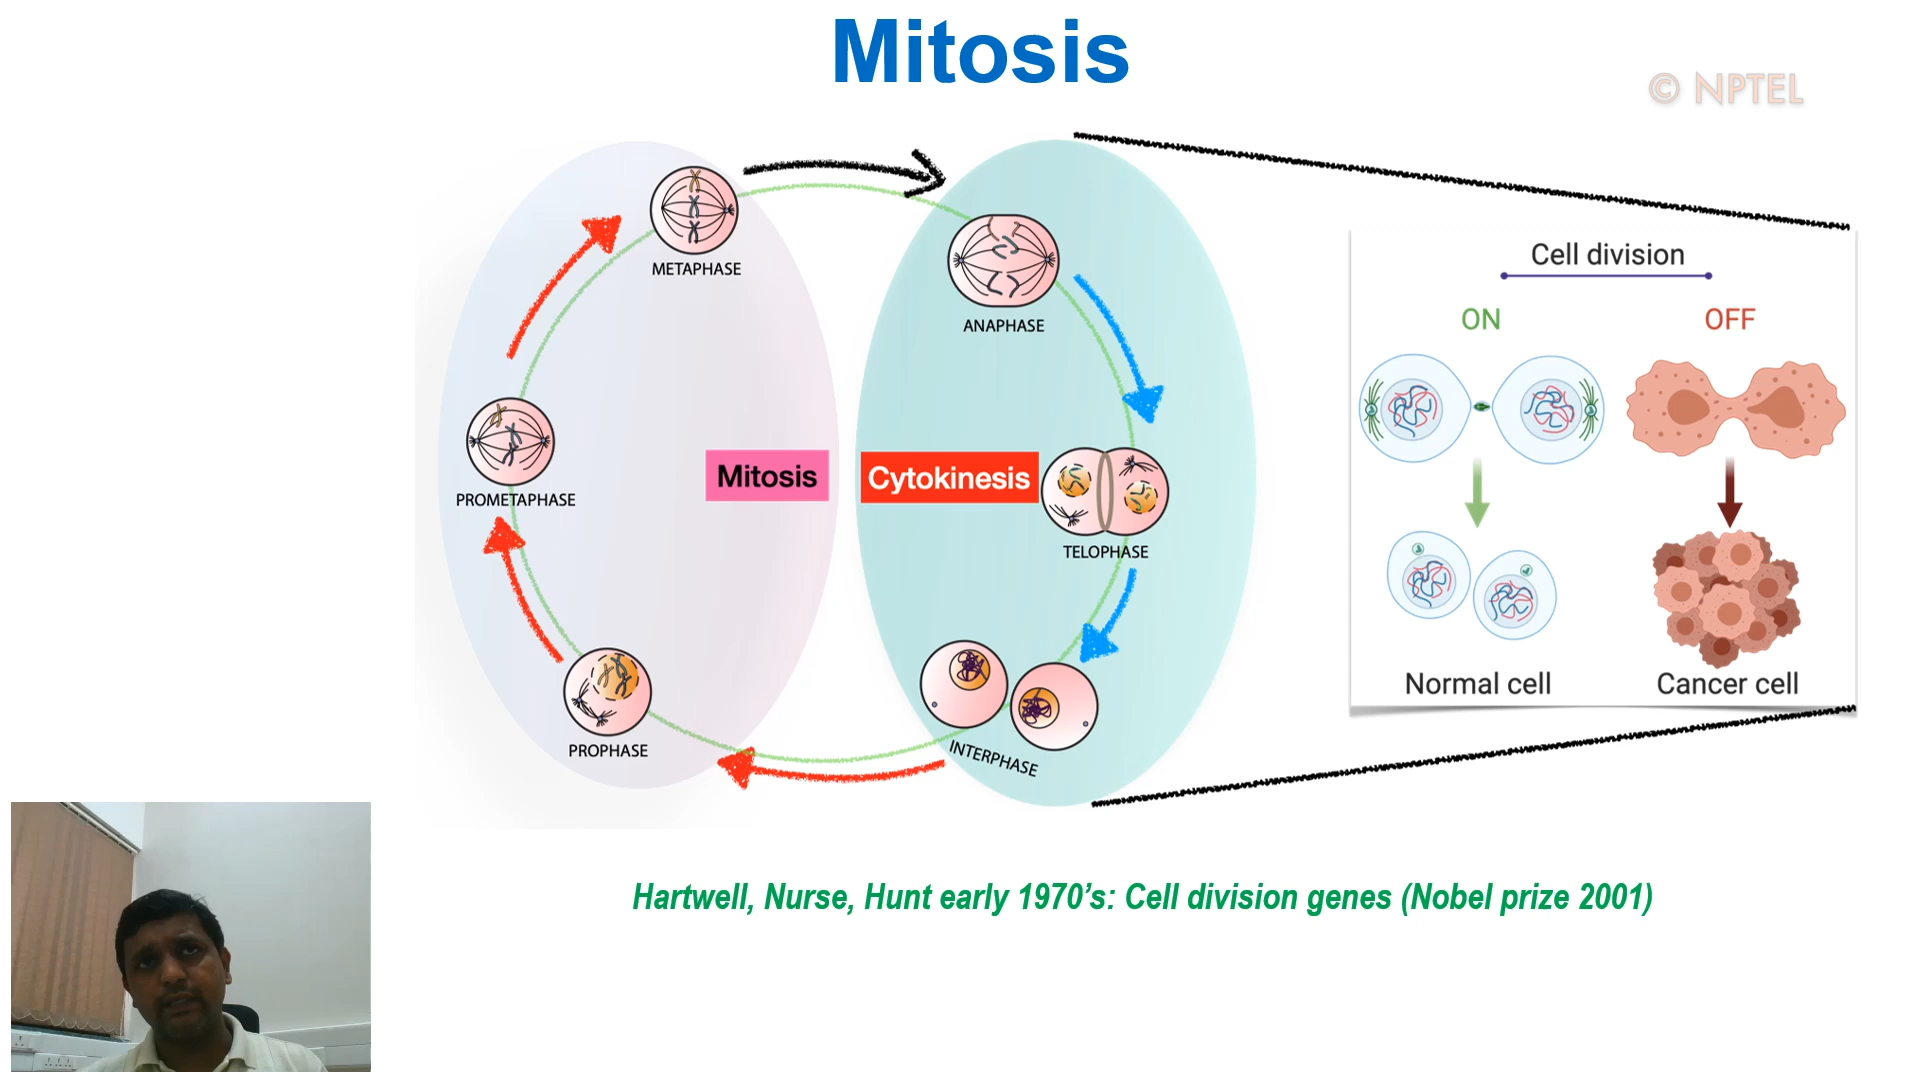 Mitosis
© NPTEL
METAPHASE
ANAPHASE
PROMETAPHASE
Mitosis
Cytokinesis
TELOPHASE
PROPHASE
INTERPHASE
Cell division
ON
OFF
Normal cell
Cancer cell
Hartwell, Nurse, Hunt early 1970’s: Cell division genes (Nobel prize 2001)